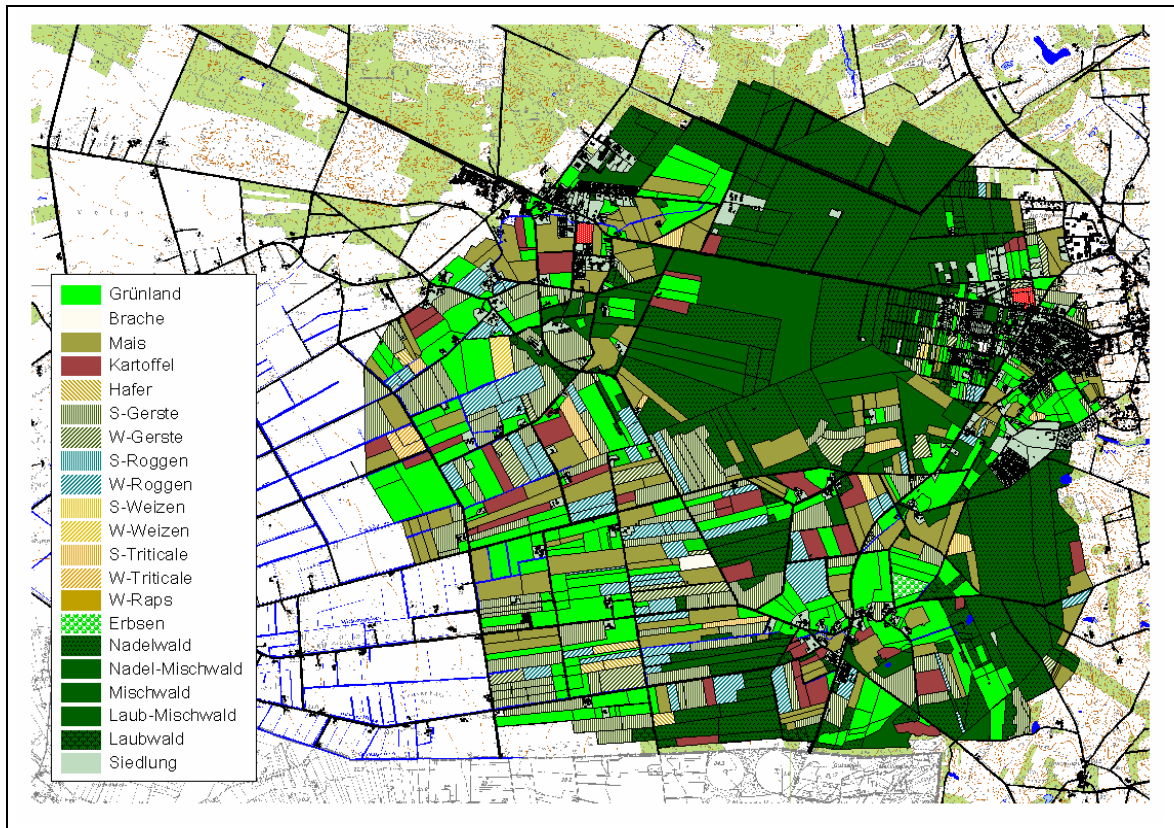 Grünland
Brache
Mais
Kartoffel
Hafer
S-Gerste
W-Gerste
S-Roggen
W-Roggen
S-Weizen
W-Weizen
S-Triticale
W-Triticale
W-Raps
Erbsen
Nadelwald
Nadel-Mischwald
Mischwald
Laub-Mischwald
Laubwald
Siedlung